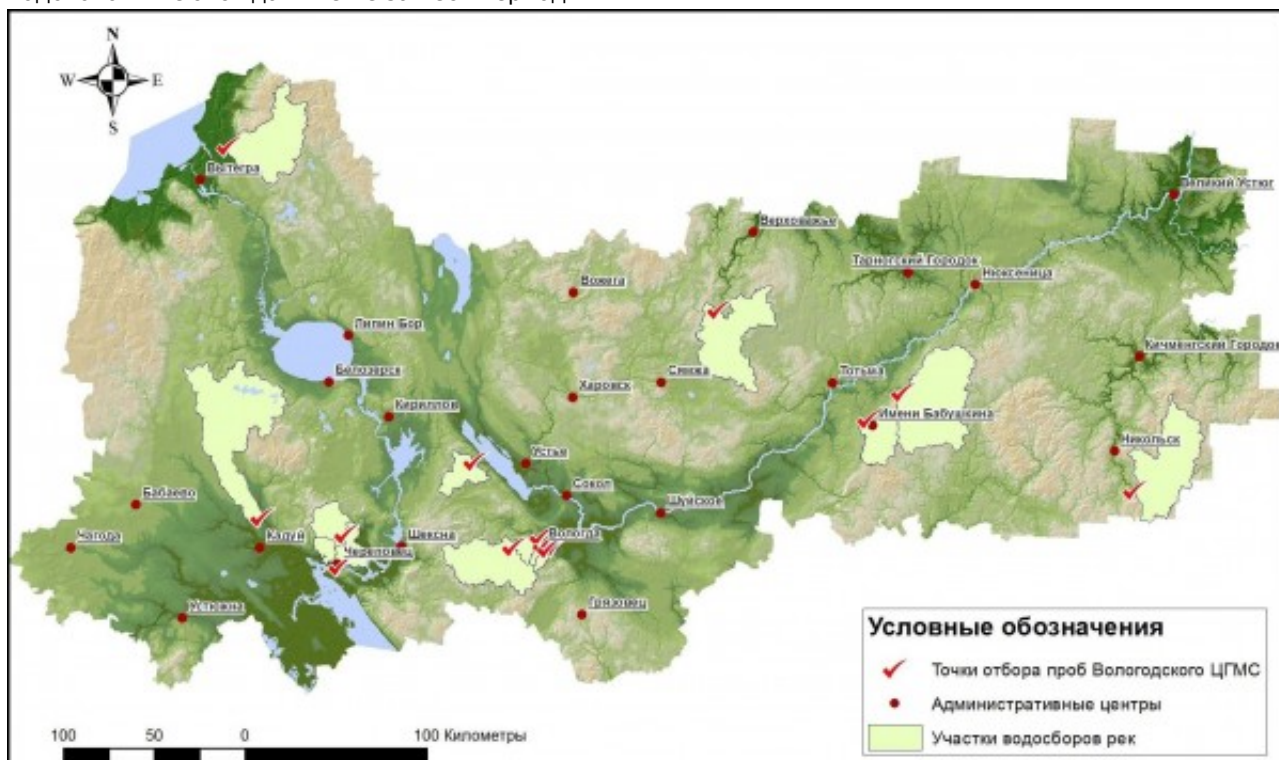 N
W E
S
Вытегра
Великий Устюг
Верховажье
Тарногский Городок
Нюксеница
Вожега
Липин Бор
Кичменгский Городок
Белозерск
Харовск
Сямжа
Тотьма
Кириллов
Имени Бабушкина
Никольск
Устье
Бабаево
Сокол
Шуйское
Чагода
Кадуй
Череповец
Шексна
Вологда
Устюжна
Грязовец
Условные обозначения
Точки отбора проб Вологодского ЦГМС
Административные центры
Участки водосборов рек
100 50 0 100 Километры